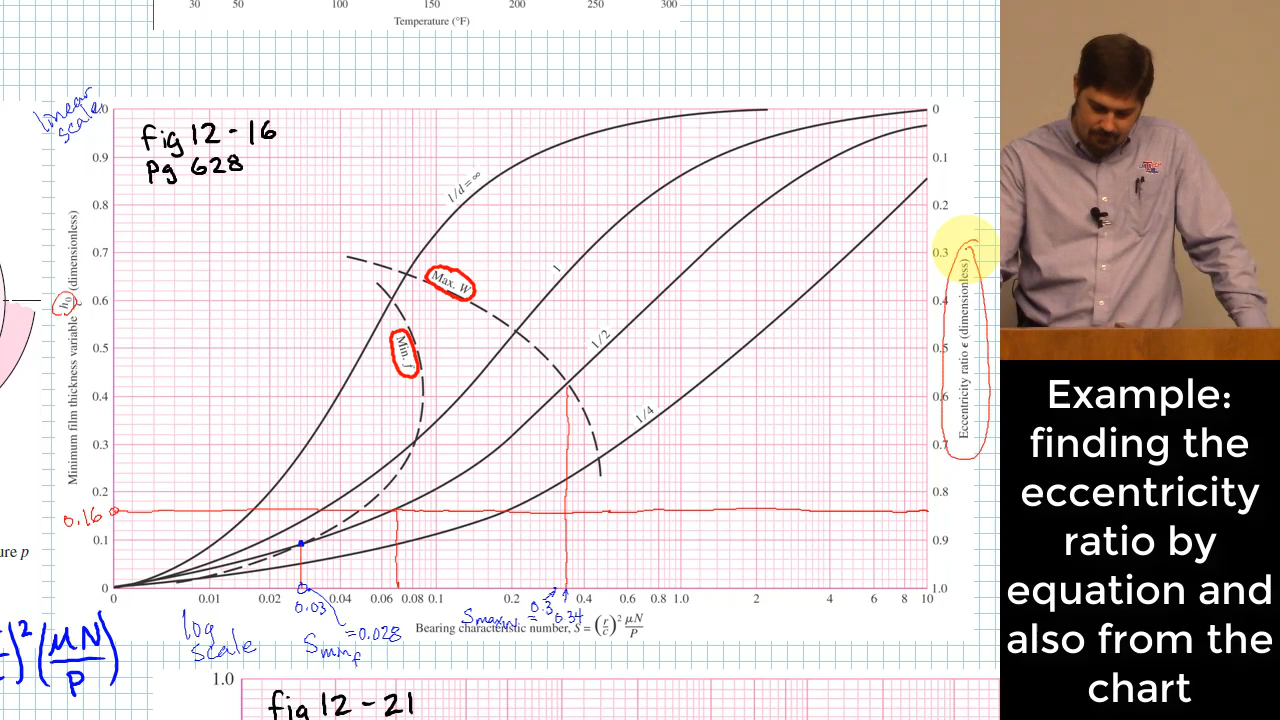 30 50 100 150 200 250 300
Temperature (°F)
linear
scale
fig 12 - 16
Pg 628
0
0.9
0.8
0.7
0.6
0.5
0.4
0.3
0.2
0.16
0.1
0
Minimum film thickness variable h0/c (dimensionless)
l/d = ∞
1
1/2
1/4
Max. W
Min. f
0
0.1
0.2
0.3
0.4
0.5
0.6
0.7
0.8
0.9
1.0
Eccentricity ratio ϵ (dimensionless)
0 0.01 0.02 0.04 0.06 0.08 0.1 0.2 0.4 0.6 0.8 1.0 2 4 6 8 10
Bearing characteristic number, S = (r/c)² μN/P
0.03
S min f = 0.028
S max w = 0.3 0.34
log
scale
ure p
)² (μN/P)
1.0
fig 12 - 21
Example:
finding the
eccentricity
ratio by
equation and
also from the
chart